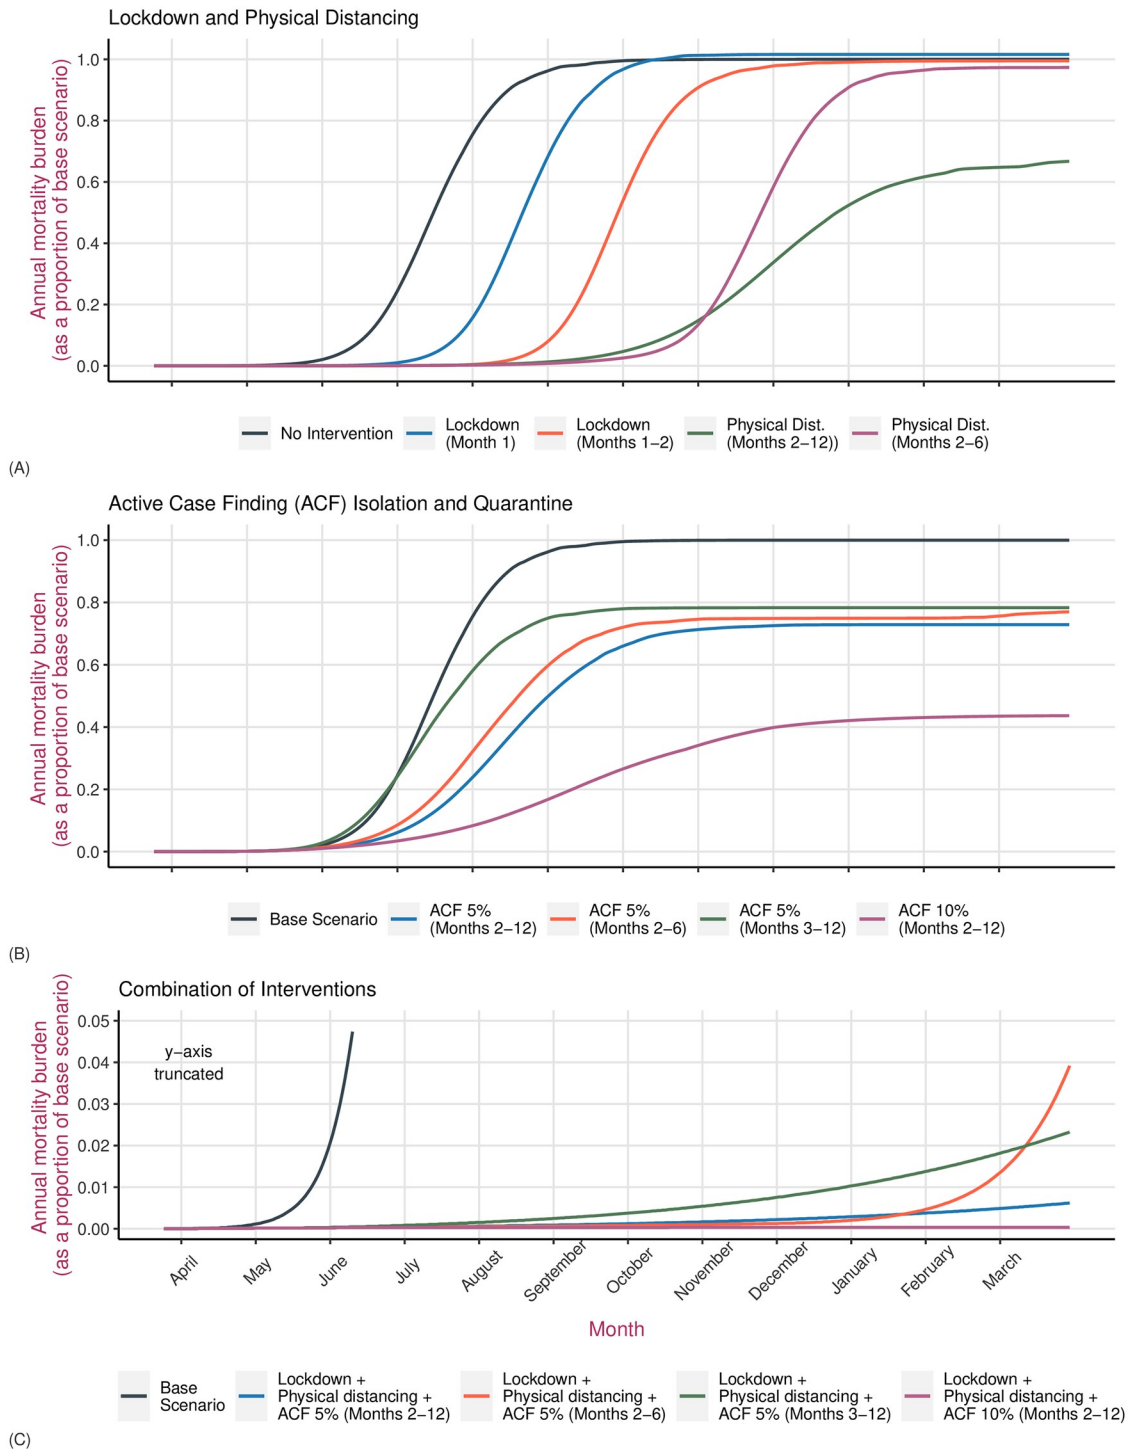 Lockdown and Physical Distancing
Annual mortality burden
(as a proportion of base scenario)
1.0
0.8
0.6
0.4
0.2
0.0
No Intervention
Lockdown
(Month 1)
Lockdown
(Months 1−2)
Physical Dist.
(Months 2−12))
Physical Dist.
(Months 2−6)
(A)
Active Case Finding (ACF) Isolation and Quarantine
Annual mortality burden
(as a proportion of base scenario)
1.0
0.8
0.6
0.4
0.2
0.0
Base Scenario
ACF 5%
(Months 2−12)
ACF 5%
(Months 2−6)
ACF 5%
(Months 3−12)
ACF 10%
(Months 2−12)
(B)
Combination of Interventions
Annual mortality burden
(as a proportion of base scenario)
0.05
0.04
0.03
0.02
0.01
0.00
y−axis
truncated
April
May
June
July
August
September
October
November
December
January
February
March
Month
Base
Scenario
Lockdown +
Physical distancing +
ACF 5% (Months 2−12)
Lockdown +
Physical distancing +
ACF 5% (Months 2−6)
Lockdown +
Physical distancing +
ACF 5% (Months 3−12)
Lockdown +
Physical distancing +
ACF 10% (Months 2−12)
(C)